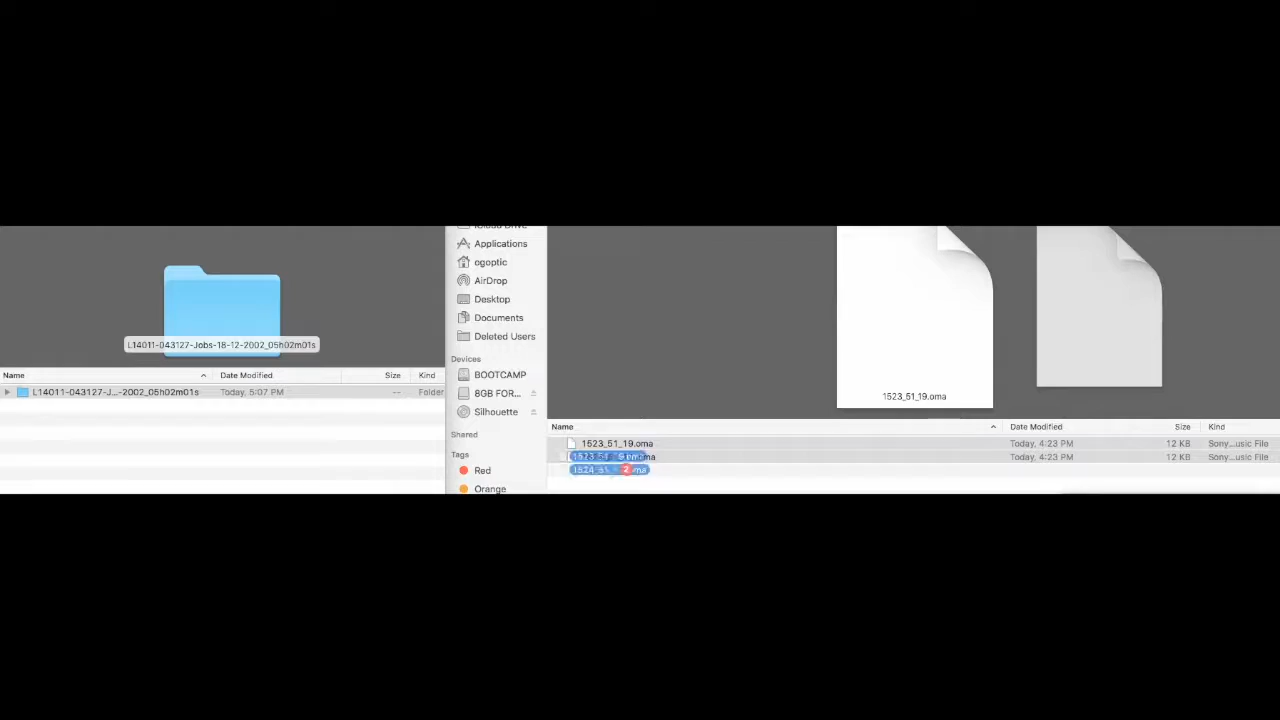 L14011-043127-Jobs-18-12-2002_05h02m01s
Name
Date Modified
Size
Kind
L14011-043127-J...-2002_05h02m01s
Today, 5:07 PM
--
Folder
iCloud Drive
Applications
ogoptic
AirDrop
Desktop
Documents
Deleted Users
Devices
BOOTCAMP
8GB FOR...
Silhouette
Shared
Tags
Red
Orange
1523_51_19.oma
Name
Date Modified
Size
Kind
1523_51_19.oma
Today, 4:23 PM
12 KB
Sony...usic File
Today, 4:23 PM
12 KB
Sony...usic File
2